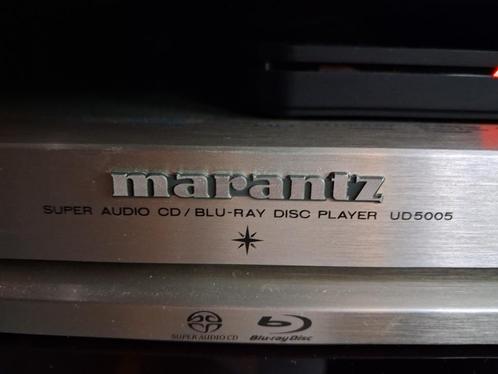 marantz
SUPER AUDIO CD / BLU-RAY DISC PLAYER UD5005
SUPER AUDIO CD Blu-ray Disc